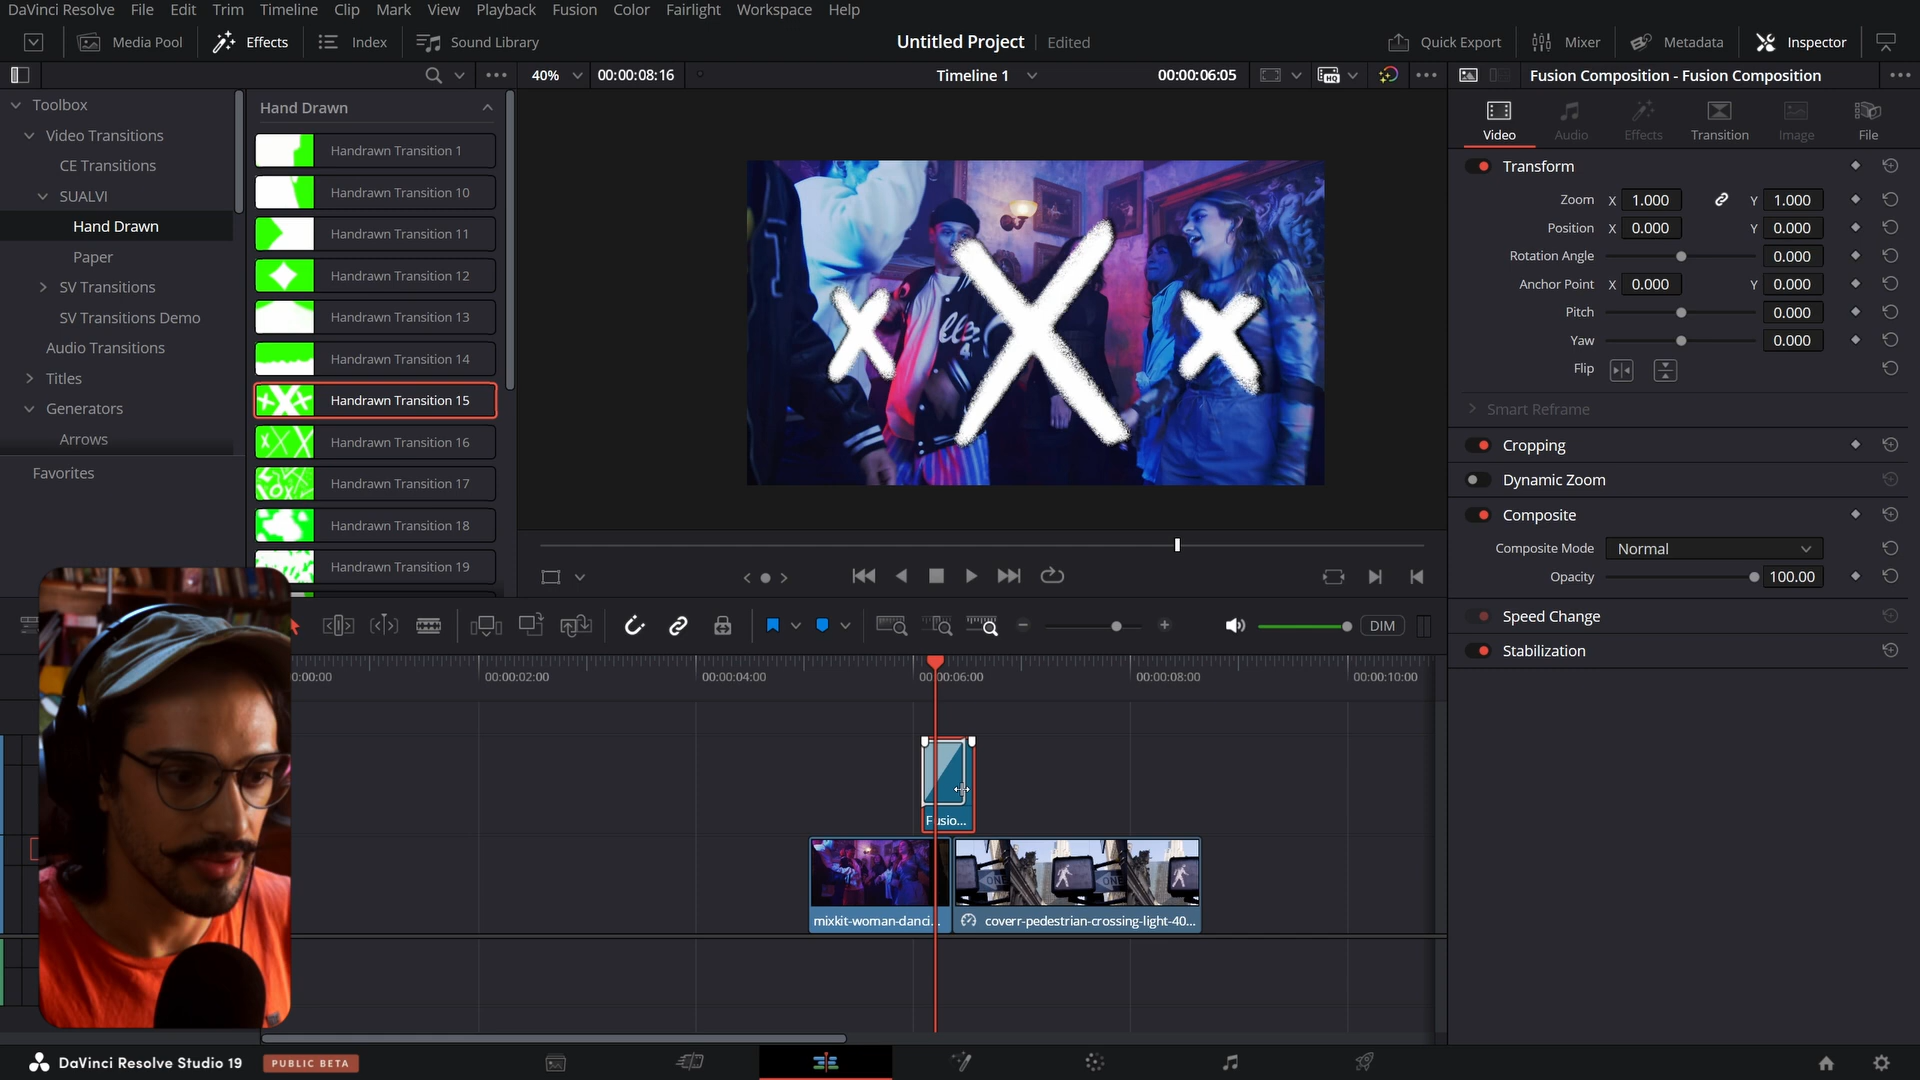 DaVinci Resolve File Edit Trim Timeline Clip Mark View Playback Fusion Color Fairlight Workspace Help
Media Pool Effects Index Sound Library Untitled Project Edited Quick Export Mixer Metadata Inspector
40% 00:00:08:16 Timeline 1 00:00:06:05 Fusion Composition - Fusion Composition
Toolbox
Video Transitions
CE Transitions
SUALVI
Hand Drawn
Paper
SV Transitions
SV Transitions Demo
Audio Transitions
Titles
Generators
Arrows
Favorites
Hand Drawn
Handrawn Transition 1
Handrawn Transition 10
Handrawn Transition 11
Handrawn Transition 12
Handrawn Transition 13
Handrawn Transition 14
Handrawn Transition 15
Handrawn Transition 16
Handrawn Transition 17
Handrawn Transition 18
Handrawn Transition 19
Video Audio Effects Transition Image File
Transform
Zoom X 1.000 Y 1.000
Position X 0.000 Y 0.000
Rotation Angle 0.000
Anchor Point X 0.000 Y 0.000
Pitch 0.000
Yaw 0.000
Flip
Smart Reframe
Cropping
Dynamic Zoom
Composite
Composite Mode Normal
Opacity 100.00
Speed Change
Stabilization
DIM
00:00:02:00 00:00:04:00 00:00:06:00 00:00:08:00 00:00:10:00
Fusio...
mixkit-woman-danci... coverr-pedestrian-crossing-light-40...
DaVinci Resolve Studio 19 PUBLIC BETA